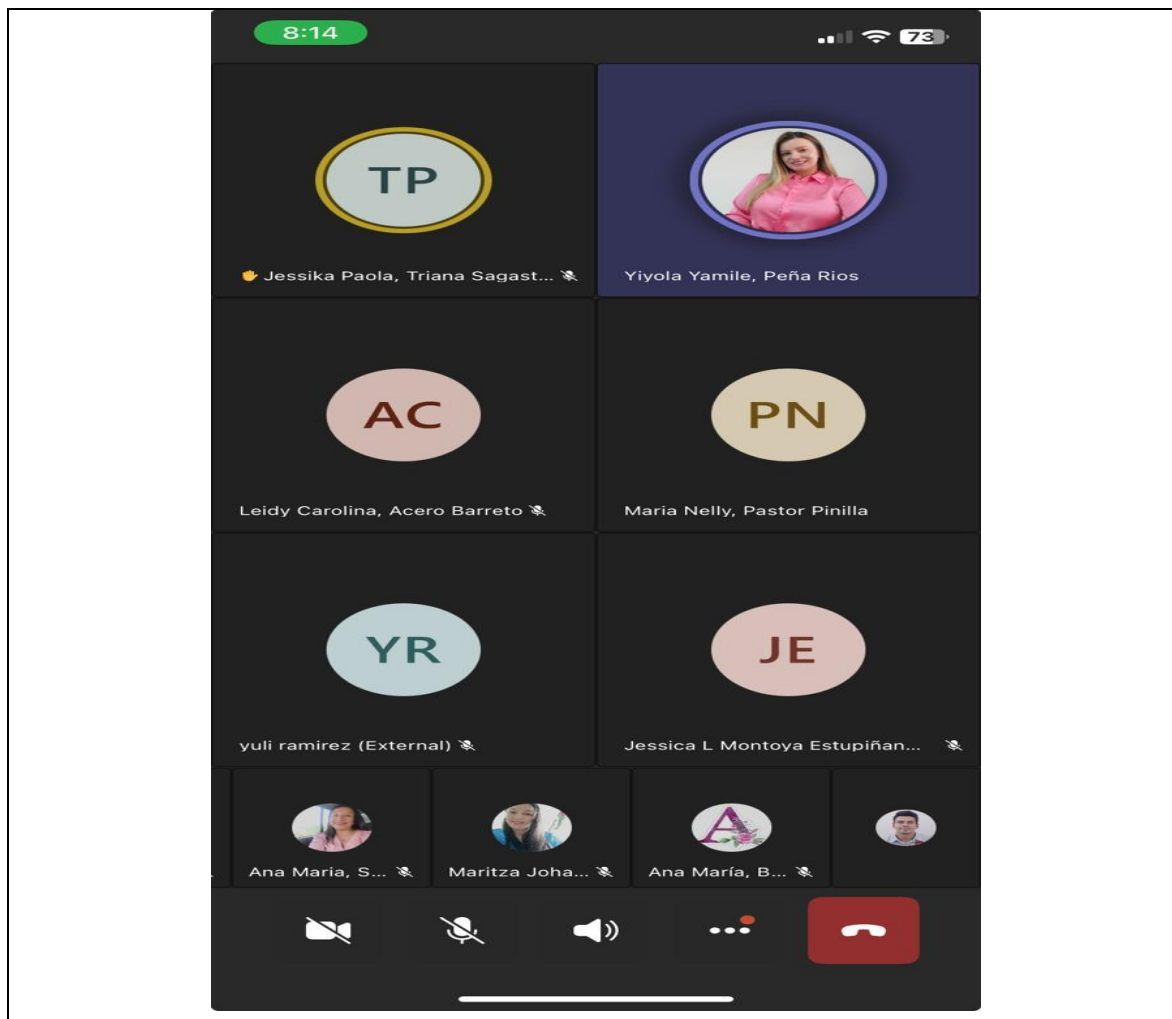 8:14
73
TP
Jessika Paola, Triana Sagast...
Yiyola Yamile, Peña Rios
AC
PN
Leidy Carolina, Acero Barreto
Maria Nelly, Pastor Pinilla
YR
JE
yuli ramirez (External)
Jessica L Montoya Estupiñan...
A
Ana Maria, S...
Maritza Joha...
Ana María, B...